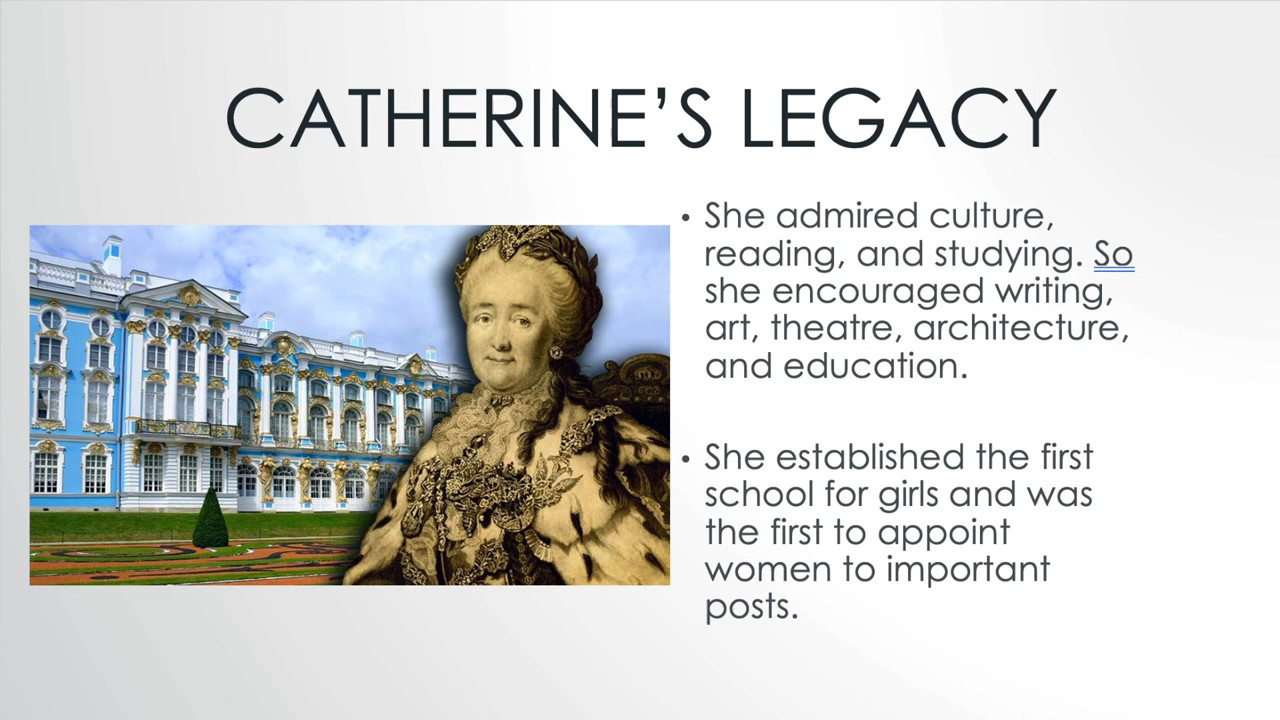 CATHERINE’S LEGACY
• She admired culture,
reading, and studying. So
she encouraged writing,
art, theatre, architecture,
and education.
• She established the first
school for girls and was
the first to appoint
women to important
posts.